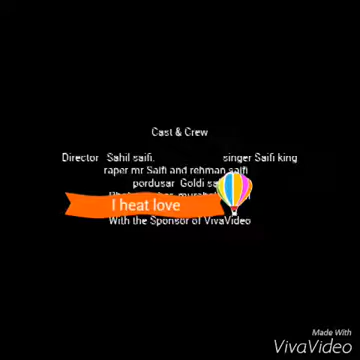 Cast & Crew
Director Sahil saifi. singer Saifi king
raper mr Saifi and rehman saifi
pordusar Goldi
I heat love
With the Sponsor of VivaVideo
Made With
VivaVideo